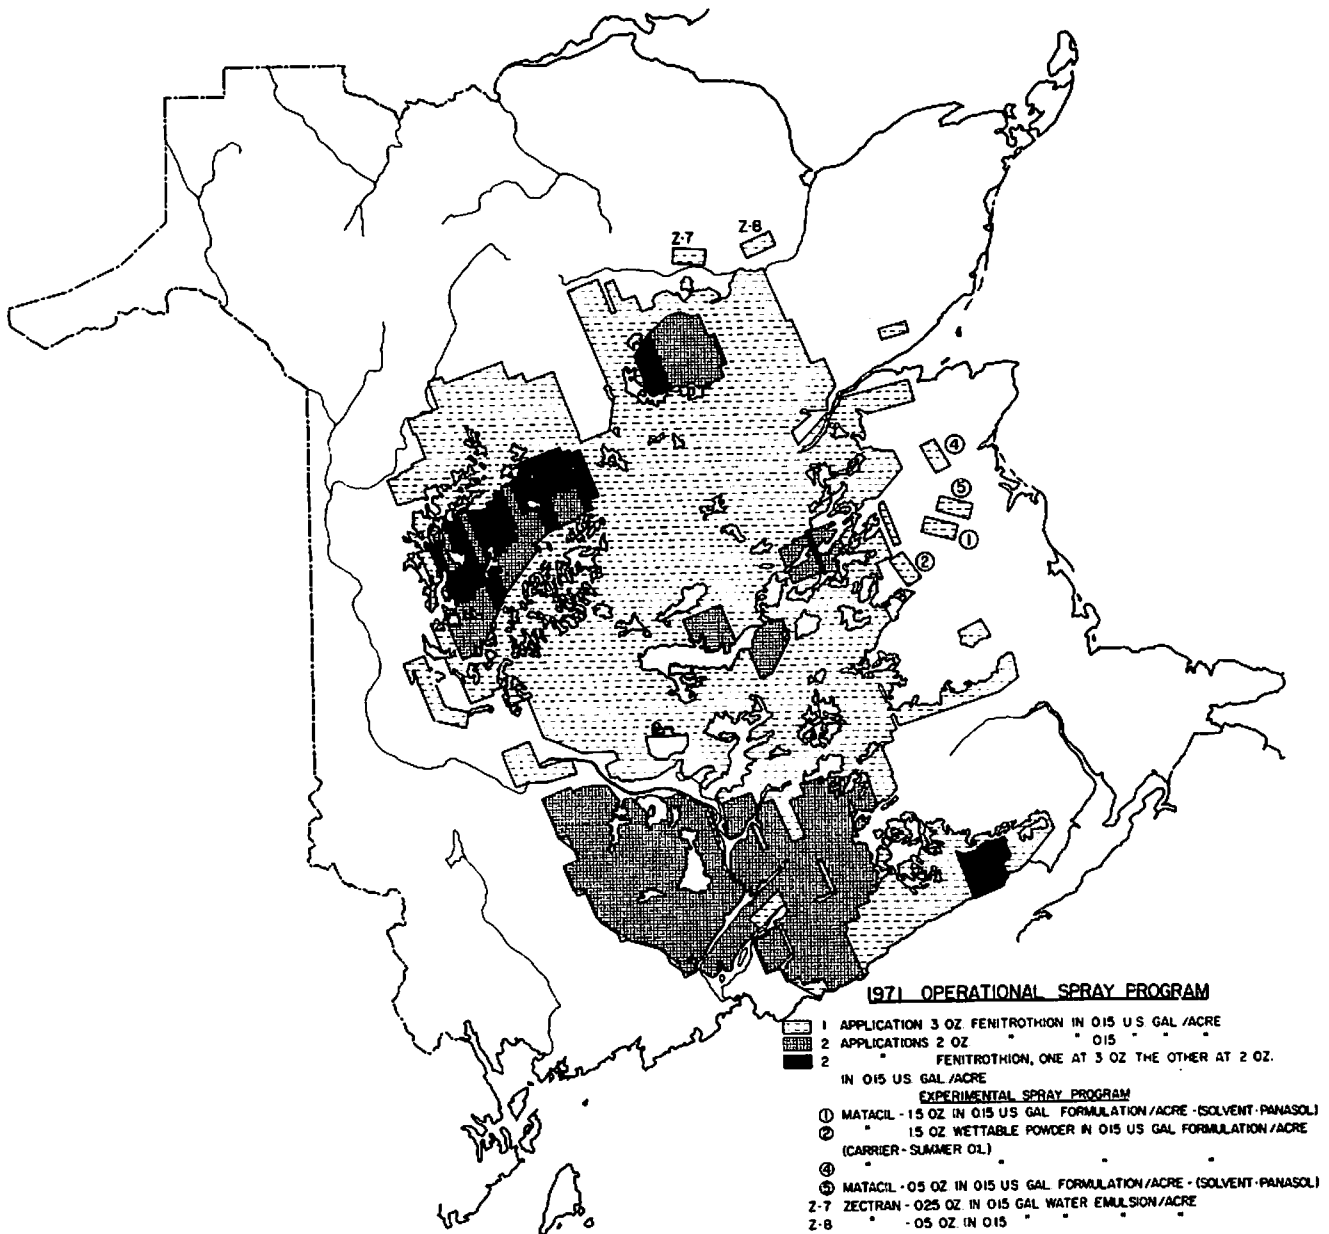 Z-7
Z-8
④
⑤
①
②
1971 OPERATIONAL SPRAY PROGRAM
1 APPLICATION 3 OZ. FENITROTHION IN 0.15 U.S. GAL./ACRE
2 APPLICATIONS 2 OZ. " " 0.15 " " "
2 " FENITROTHION, ONE AT 3 OZ THE OTHER AT 2 OZ.
IN 0.15 U.S. GAL./ACRE
EXPERIMENTAL SPRAY PROGRAM
① MATACIL - 1.5 OZ. IN 0.15 US GAL. FORMULATION/ACRE - (SOLVENT-PANASOL)
② " 1.5 OZ. WETTABLE POWDER IN 0.15 US GAL FORMULATION/ACRE
(CARRIER - SUMMER OIL)
④ " " " "
⑤ MATACIL - 0.5 OZ. IN 0.15 US GAL. FORMULATION/ACRE - (SOLVENT-PANASOL)
Z-7 ZECTRAN - 0.25 OZ. IN 0.15 GAL WATER EMULSION/ACRE
Z-8 " - 0.5 OZ. IN 0.15 " " " "